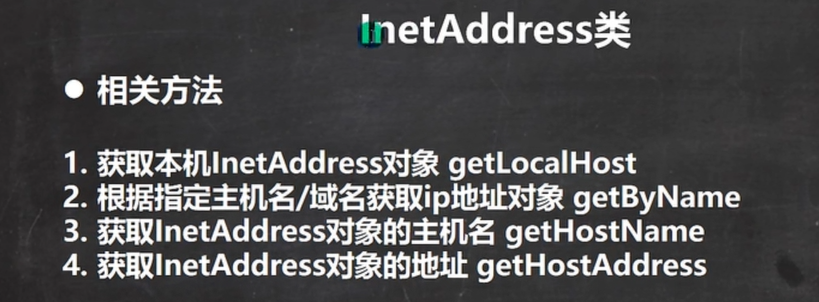 InetAddress类
● 相关方法
1. 获取本机InetAddress对象 getLocalHost
2. 根据指定主机名/域名获取ip地址对象 getByName
3. 获取InetAddress对象的主机名 getHostName
4. 获取InetAddress对象的地址 getHostAddress